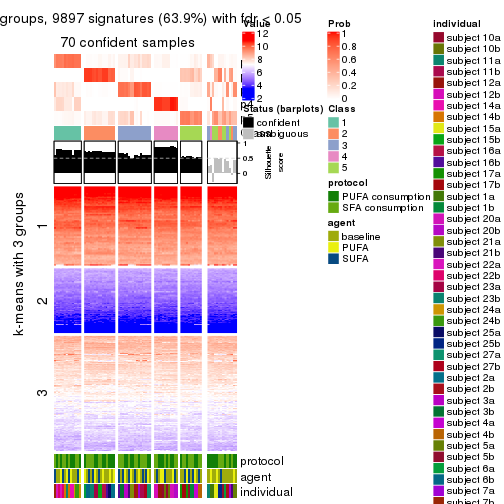 groups, 9897 signatures (63.9%) with fdr < 0.05
70 confident samples
Value
12
10
8
6
4
2
Status (barplots)
confident
ambiguous
1
0.5
0
Silhouette
score
Prob
1
0.8
0.6
0.4
0.2
0
Class
1
2
3
4
5
protocol
PUFA consumption
SFA consumption
agent
baseline
PUFA
SUFA
individual
subject 10a
subject 10b
subject 11a
subject 11b
subject 12a
subject 12b
subject 14a
subject 14b
subject 15a
subject 15b
subject 16a
subject 16b
subject 17a
subject 17b
subject 1a
subject 1b
subject 20a
subject 20b
subject 21a
subject 21b
subject 22a
subject 22b
subject 23a
subject 23b
subject 24a
subject 24b
subject 25a
subject 25b
subject 27a
subject 27b
subject 2a
subject 2b
subject 3a
subject 3b
subject 4a
subject 4b
subject 5a
subject 5b
subject 6a
subject 6b
subject 7a
subject 7b
k-means with 3 groups
1
2
3
protocol
agent
individual